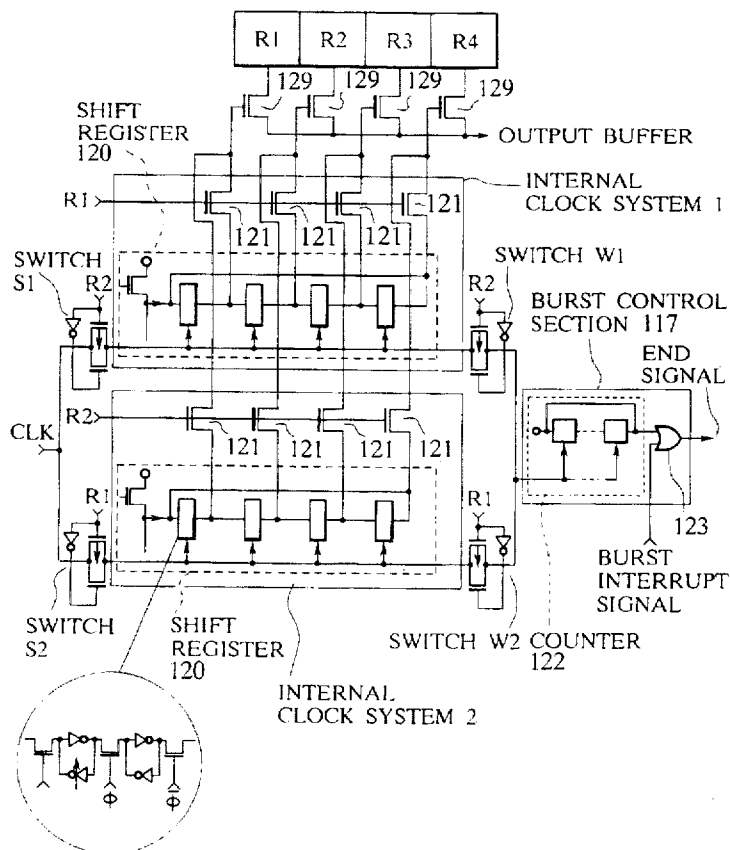 R1 R2 R3 R4
129 129 129 129
SHIFT
REGISTER
120
OUTPUT BUFFER
INTERNAL
CLOCK SYSTEM 1
R1
121 121 121 121
SWITCH
S1
R2
R2
SWITCH W1
BURST CONTROL
SECTION 117
END
SIGNAL
R2
CLK
121 121 121 121
R1
R1
123
BURST
INTERRUPT
SIGNAL
SWITCH
S2
SHIFT
REGISTER
120
SWITCH W2
COUNTER
122
INTERNAL
CLOCK SYSTEM 2
Φ Φ̅